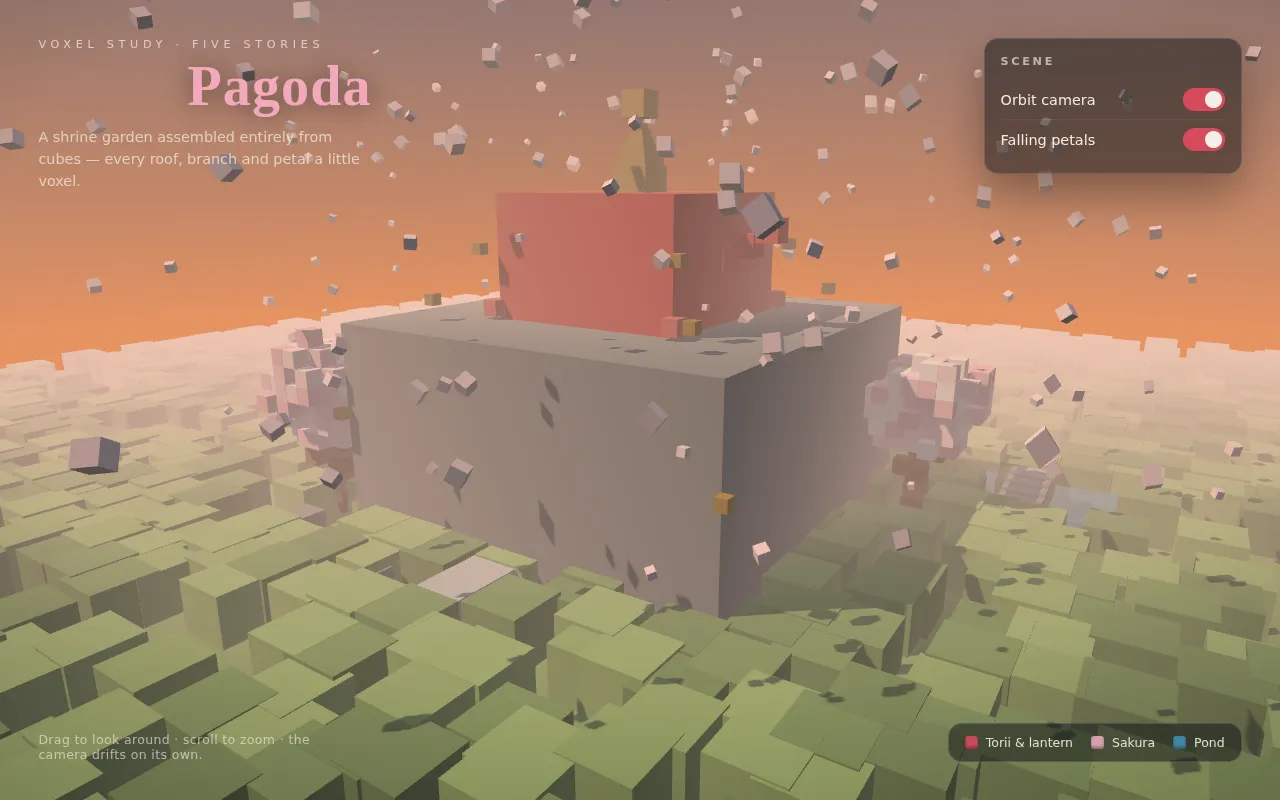 VOXEL STUDY · FIVE STORIES
Pagoda
A shrine garden assembled entirely from
cubes — every roof, branch and petal a little
voxel.
SCENE
Orbit camera
Falling petals
Drag to look around · scroll to zoom · the
camera drifts on its own.
Torii & lantern
Sakura
Pond